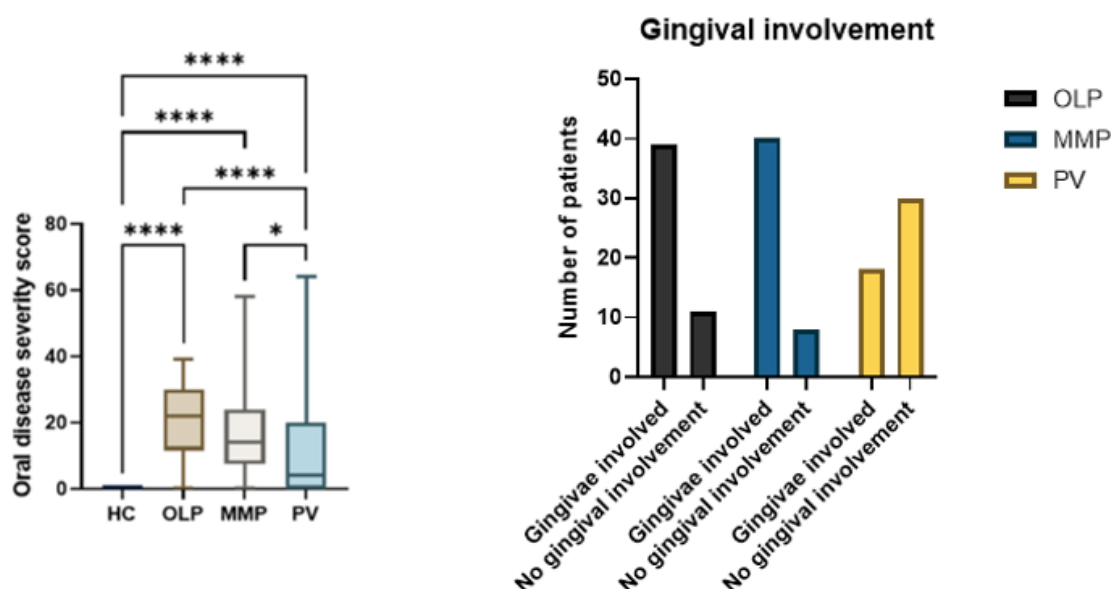 ****
****
****
****
*
Oral disease severity score
80
60
40
20
0
HC OLP MMP PV
Gingival involvement
Number of patients
50
40
30
20
10
0
Gingivae involved
No gingival involvement
Gingivae involved
No gingival involvement
Gingivae involved
No gingival involvement
OLP
MMP
PV